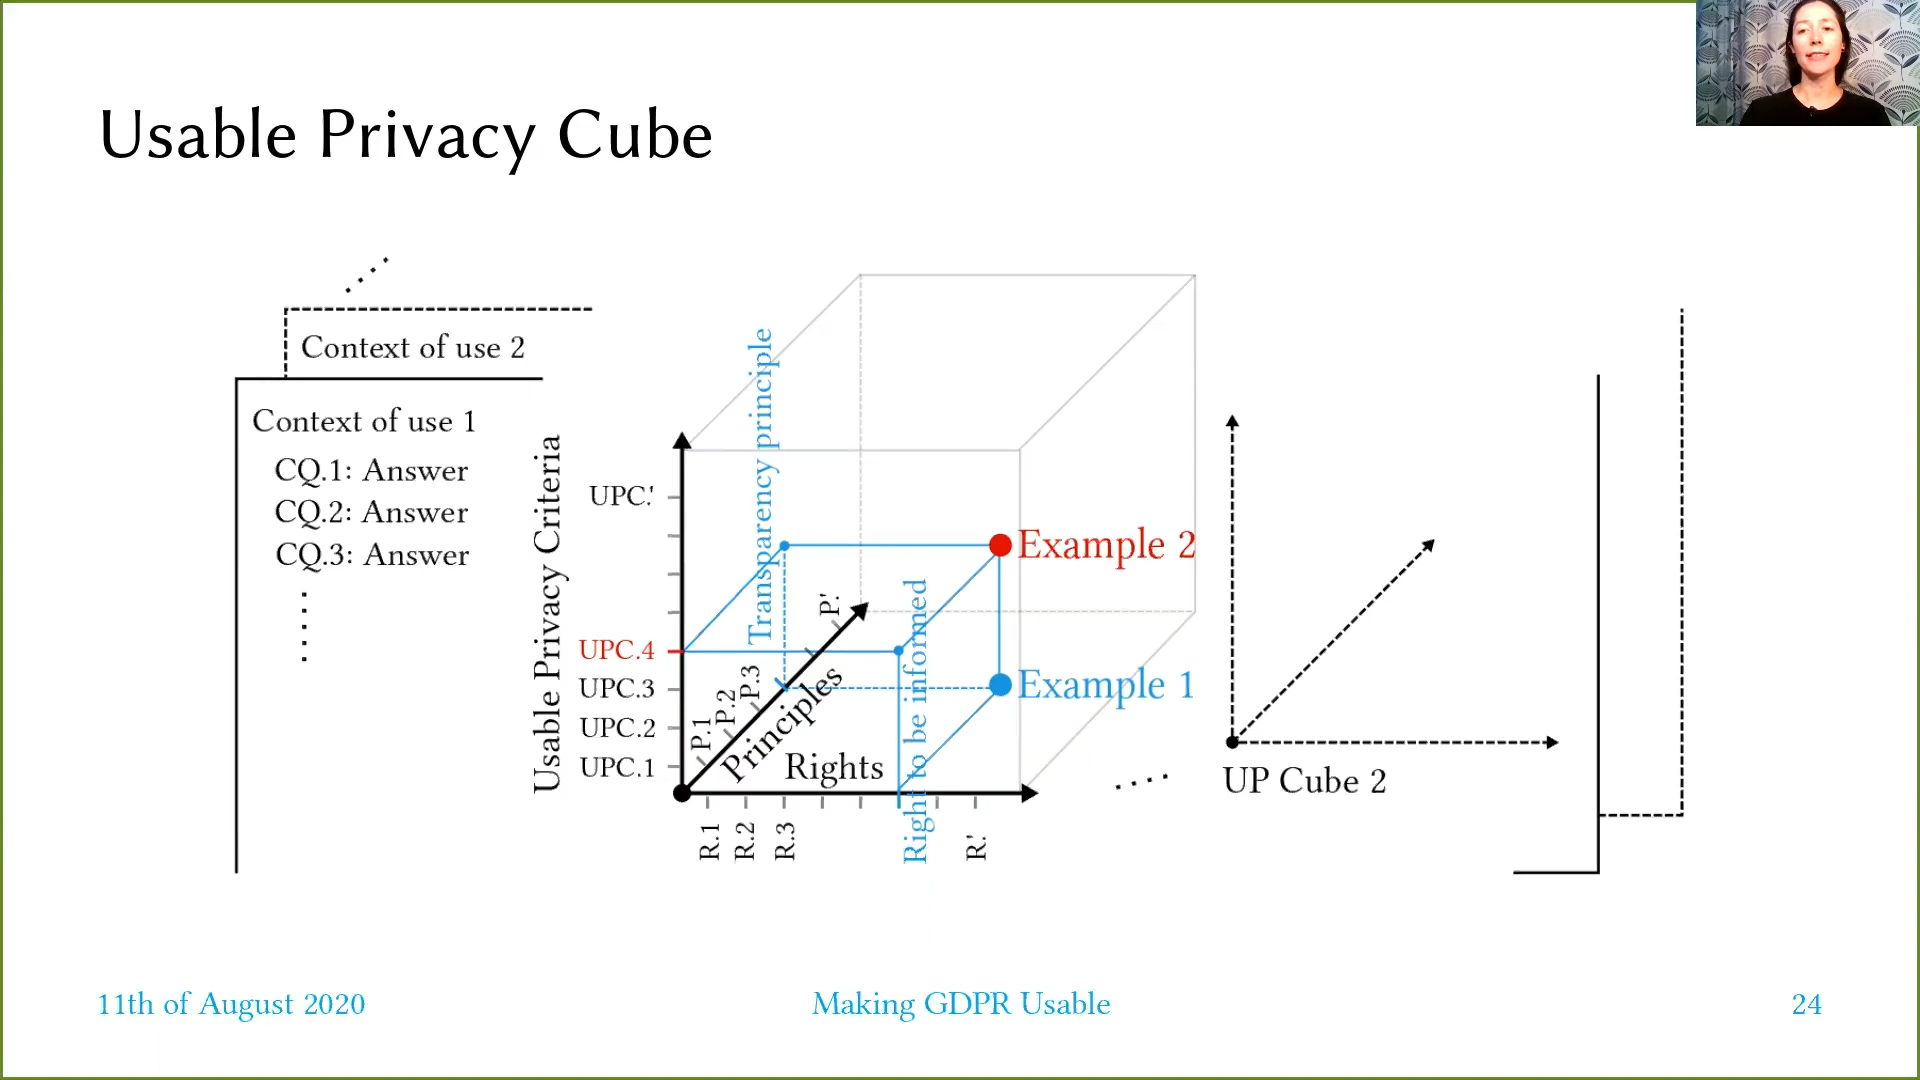 Usable Privacy Cube
Context of use 2
Context of use 1
CQ.1: Answer
CQ.2: Answer
CQ.3: Answer
Usable Privacy Criteria
UPC.'
UPC.4
UPC.3
UPC.2
UPC.1
Transparency principle
P.1
P.2
P.3
P.'
Principles
Rights
Right to be informed
R.1
R.2
R.3
R.'
Example 2
Example 1
UP Cube 2
11th of August 2020
Making GDPR Usable
24